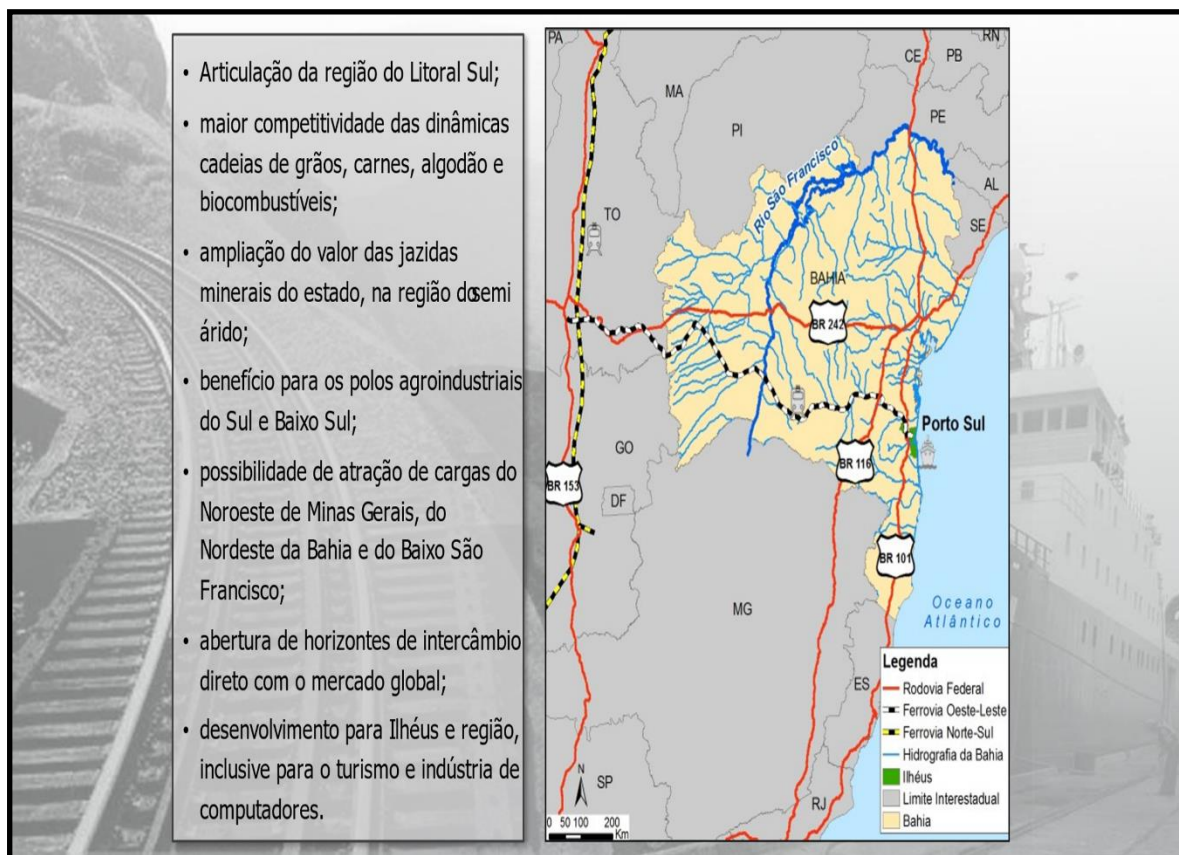 • Articulação da região do Litoral Sul;
• maior competitividade das dinâmicas
cadeias de grãos, carnes, algodão e
biocombustíveis;
• ampliação do valor das jazidas
minerais do estado, na região dosemi
árido;
• benefício para os polos agroindustriais
do Sul e Baixo Sul;
• possibilidade de atração de cargas do
Noroeste de Minas Gerais, do
Nordeste da Bahia e do Baixo São
Francisco;
• abertura de horizontes de intercâmbio
direto com o mercado global;
• desenvolvimento para Ilhéus e região,
inclusive para o turismo e indústria de
computadores.
PA
MA
CE
RN
PB
PI
PE
Rio São Francisco
AL
SE
TO
BAHIA
BR 242
Porto Sul
GO
BR 116
BR 153
DF
BR 101
MG
Oceano
Atlântico
ES
SP
RJ
N
0 50 100 200
Km
Legenda
Rodovia Federal
Ferrovia Oeste-Leste
Ferrovia Norte-Sul
Hidrografia da Bahia
Ilhéus
Limite Interestadual
Bahia